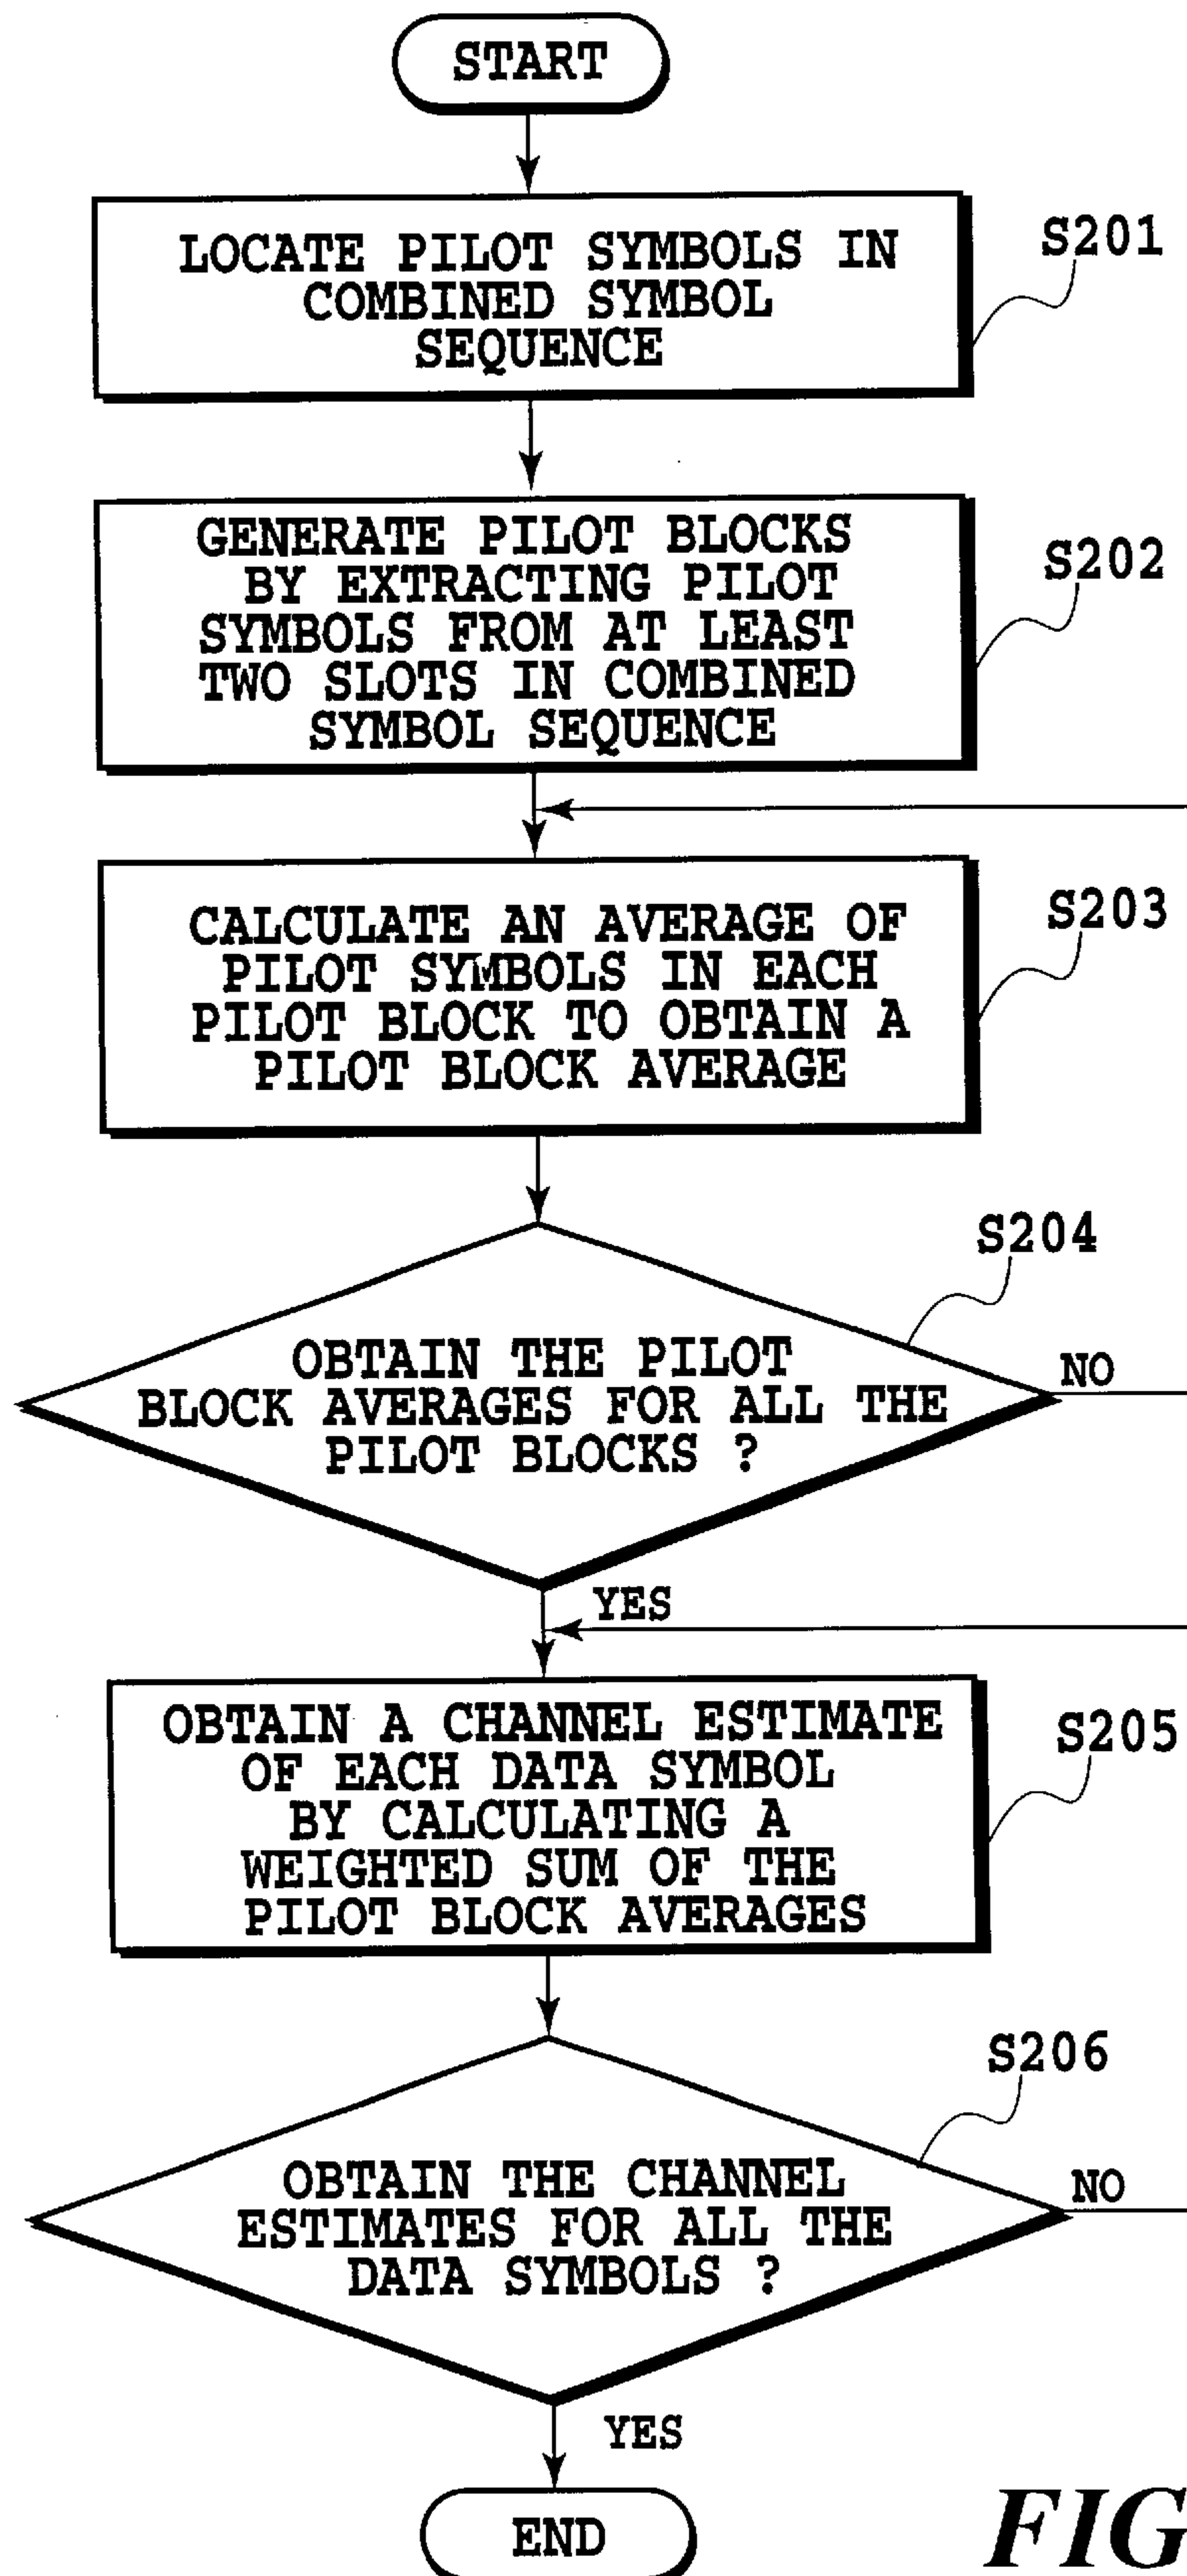 START
LOCATE PILOT SYMBOLS IN
COMBINED SYMBOL
SEQUENCE
S201
GENERATE PILOT BLOCKS
BY EXTRACTING PILOT
SYMBOLS FROM AT LEAST
TWO SLOTS IN COMBINED
SYMBOL SEQUENCE
S202
CALCULATE AN AVERAGE OF
PILOT SYMBOLS IN EACH
PILOT BLOCK TO OBTAIN A
PILOT BLOCK AVERAGE
S203
S204
OBTAIN THE PILOT
BLOCK AVERAGES FOR ALL THE
PILOT BLOCKS ?
NO
YES
OBTAIN A CHANNEL ESTIMATE
OF EACH DATA SYMBOL
BY CALCULATING A
WEIGHTED SUM OF THE
PILOT BLOCK AVERAGES
S205
S206
OBTAIN THE CHANNEL
ESTIMATES FOR ALL THE
DATA SYMBOLS ?
NO
YES
END
FIG